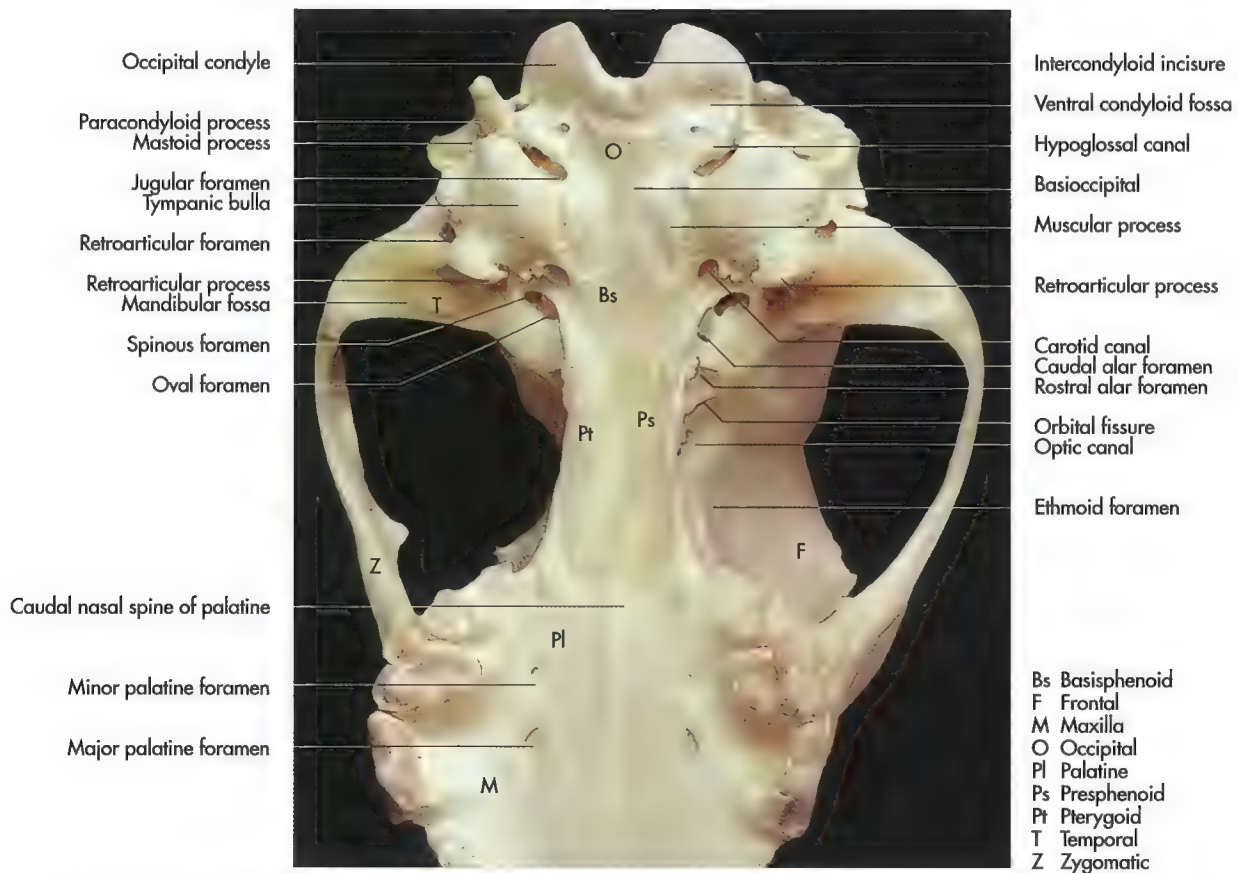 Occipital condyle
Paracondyloid process
Mastoid process
Jugular foramen
Tympanic bulla
Retroarticular foramen
Retroarticular process
Mandibular fossa
Spinous foramen
Oval foramen
Caudal nasal spine of palatine
Minor palatine foramen
Major palatine foramen
O
Bs
T
Ps
Pt
F
Z
Pl
M
Intercondyloid incisure
Ventral condyloid fossa
Hypoglossal canal
Basioccipital
Muscular process
Retroarticular process
Carotid canal
Caudal alar foramen
Rostral alar foramen
Orbital fissure
Optic canal
Ethmoid foramen
Bs Basisphenoid
F Frontal
M Maxilla
O Occipital
Pl Palatine
Ps Presphenoid
Pt Pterygoid
T Temporal
Z Zygomatic